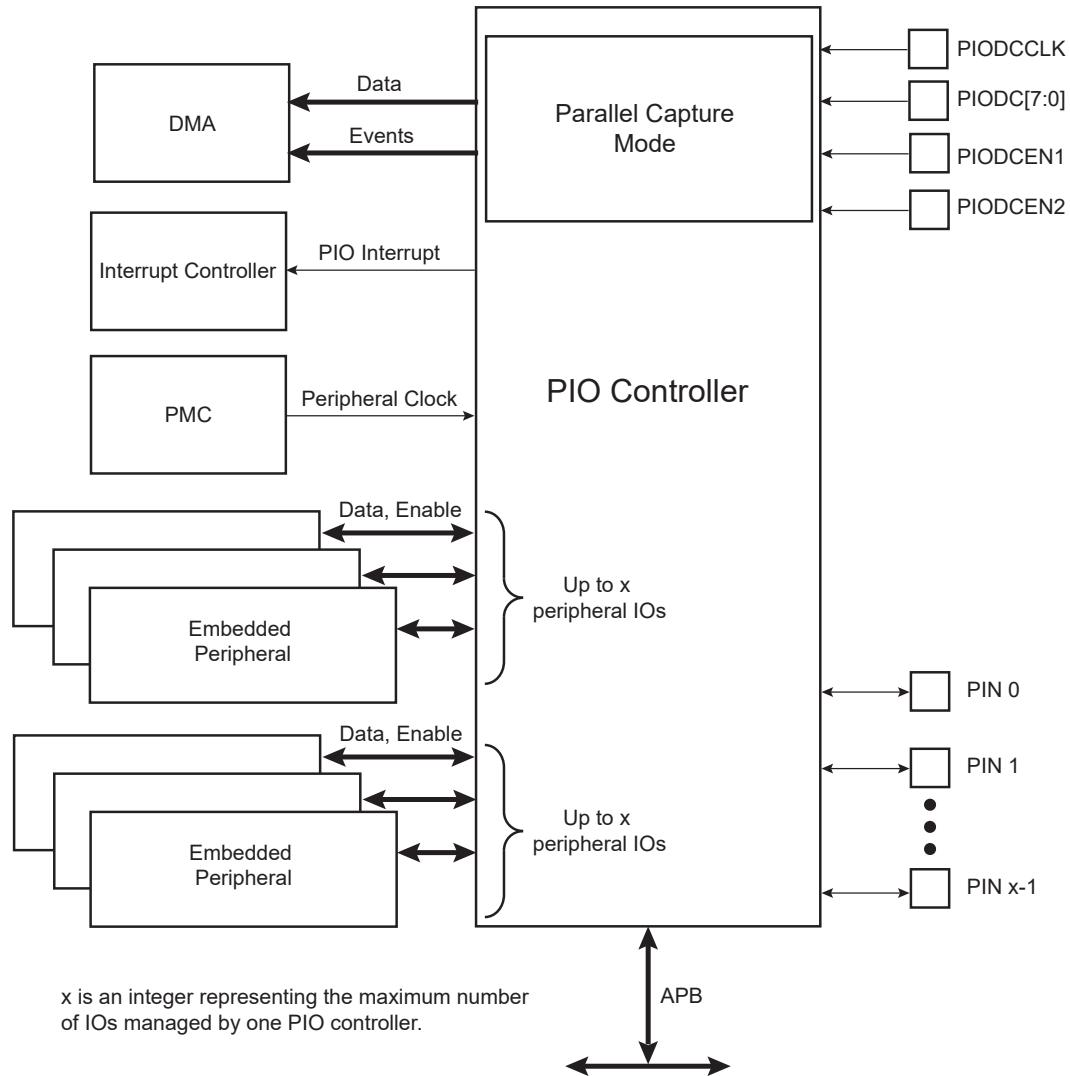 PIODCCLK
Data
PIODC[7:0]
DMA
Parallel Capture
Mode
Events
PIODCEN1
PIODCEN2
PIO Interrupt
Interrupt Controller
PIO Controller
Peripheral Clock
PMC
Data, Enable
Up to x
peripheral IOs
Embedded
Peripheral
PIN 0
Data, Enable
PIN 1
Up to x
peripheral IOs
Embedded
Peripheral
PIN x-1
x is an integer representing the maximum number
of IOs managed by one PIO controller.
APB